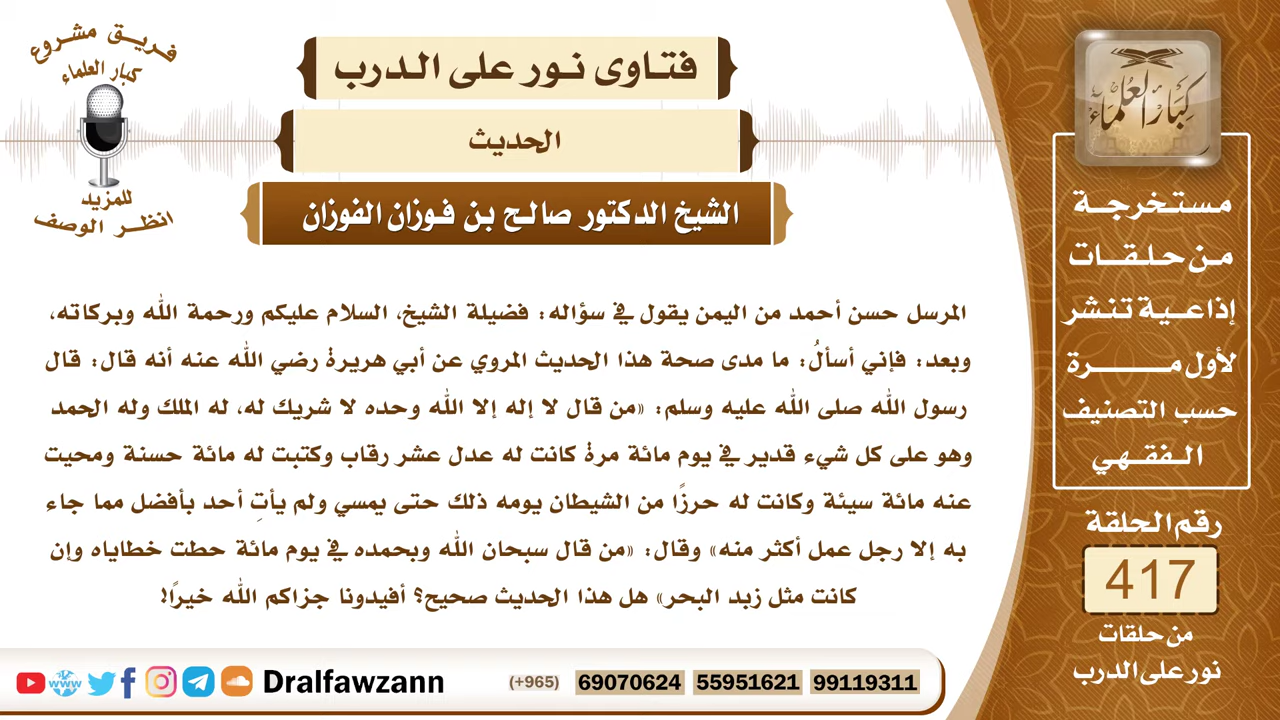 فريق مشروع
كبار العلماء
للمزيد
انظر الوصف
فتاوى نور على الدرب
الحديث
الشيخ الدكتور صالح بن فوزان الفوزان
المرسل حسن أحمد من اليمن يقول في سؤاله: فضيلة الشيخ، السلام عليكم ورحمة الله وبركاته،
وبعد: فإني أسألُ: ما مدى صحة هذا الحديث المروي عن أبي هريرة رضي الله عنه أنه قال: قال
رسول الله صلى الله عليه وسلم: «من قال لا إله إلا الله وحده لا شريك له، له الملك وله الحمد
وهو على كل شيء قدير في يوم مائة مرة كانت له عدل عشر رقاب وكتبت له مائة حسنة ومحيت
عنه مائة سيئة وكانت له حرزًا من الشيطان يومه ذلك حتى يمسي ولم يأتِ أحد بأفضل مما جاء
به إلا رجل عمل أكثر منه» وقال: «من قال سبحان الله وبحمده في يوم مائة حطت خطاياه وإن
كانت مثل زبد البحر» هل هذا الحديث صحيح؟ أفيدونا جزاكم الله خيرًا!
كبار العلماء
مستخرجة
من حلقات
إذاعية تنشر
لأول مرة
حسب التصنيف
الفقهي
رقم الحلقة
417
من حلقات
نور على الدرب
www Dralfawzann (+965) 69070624 55951621 99119311